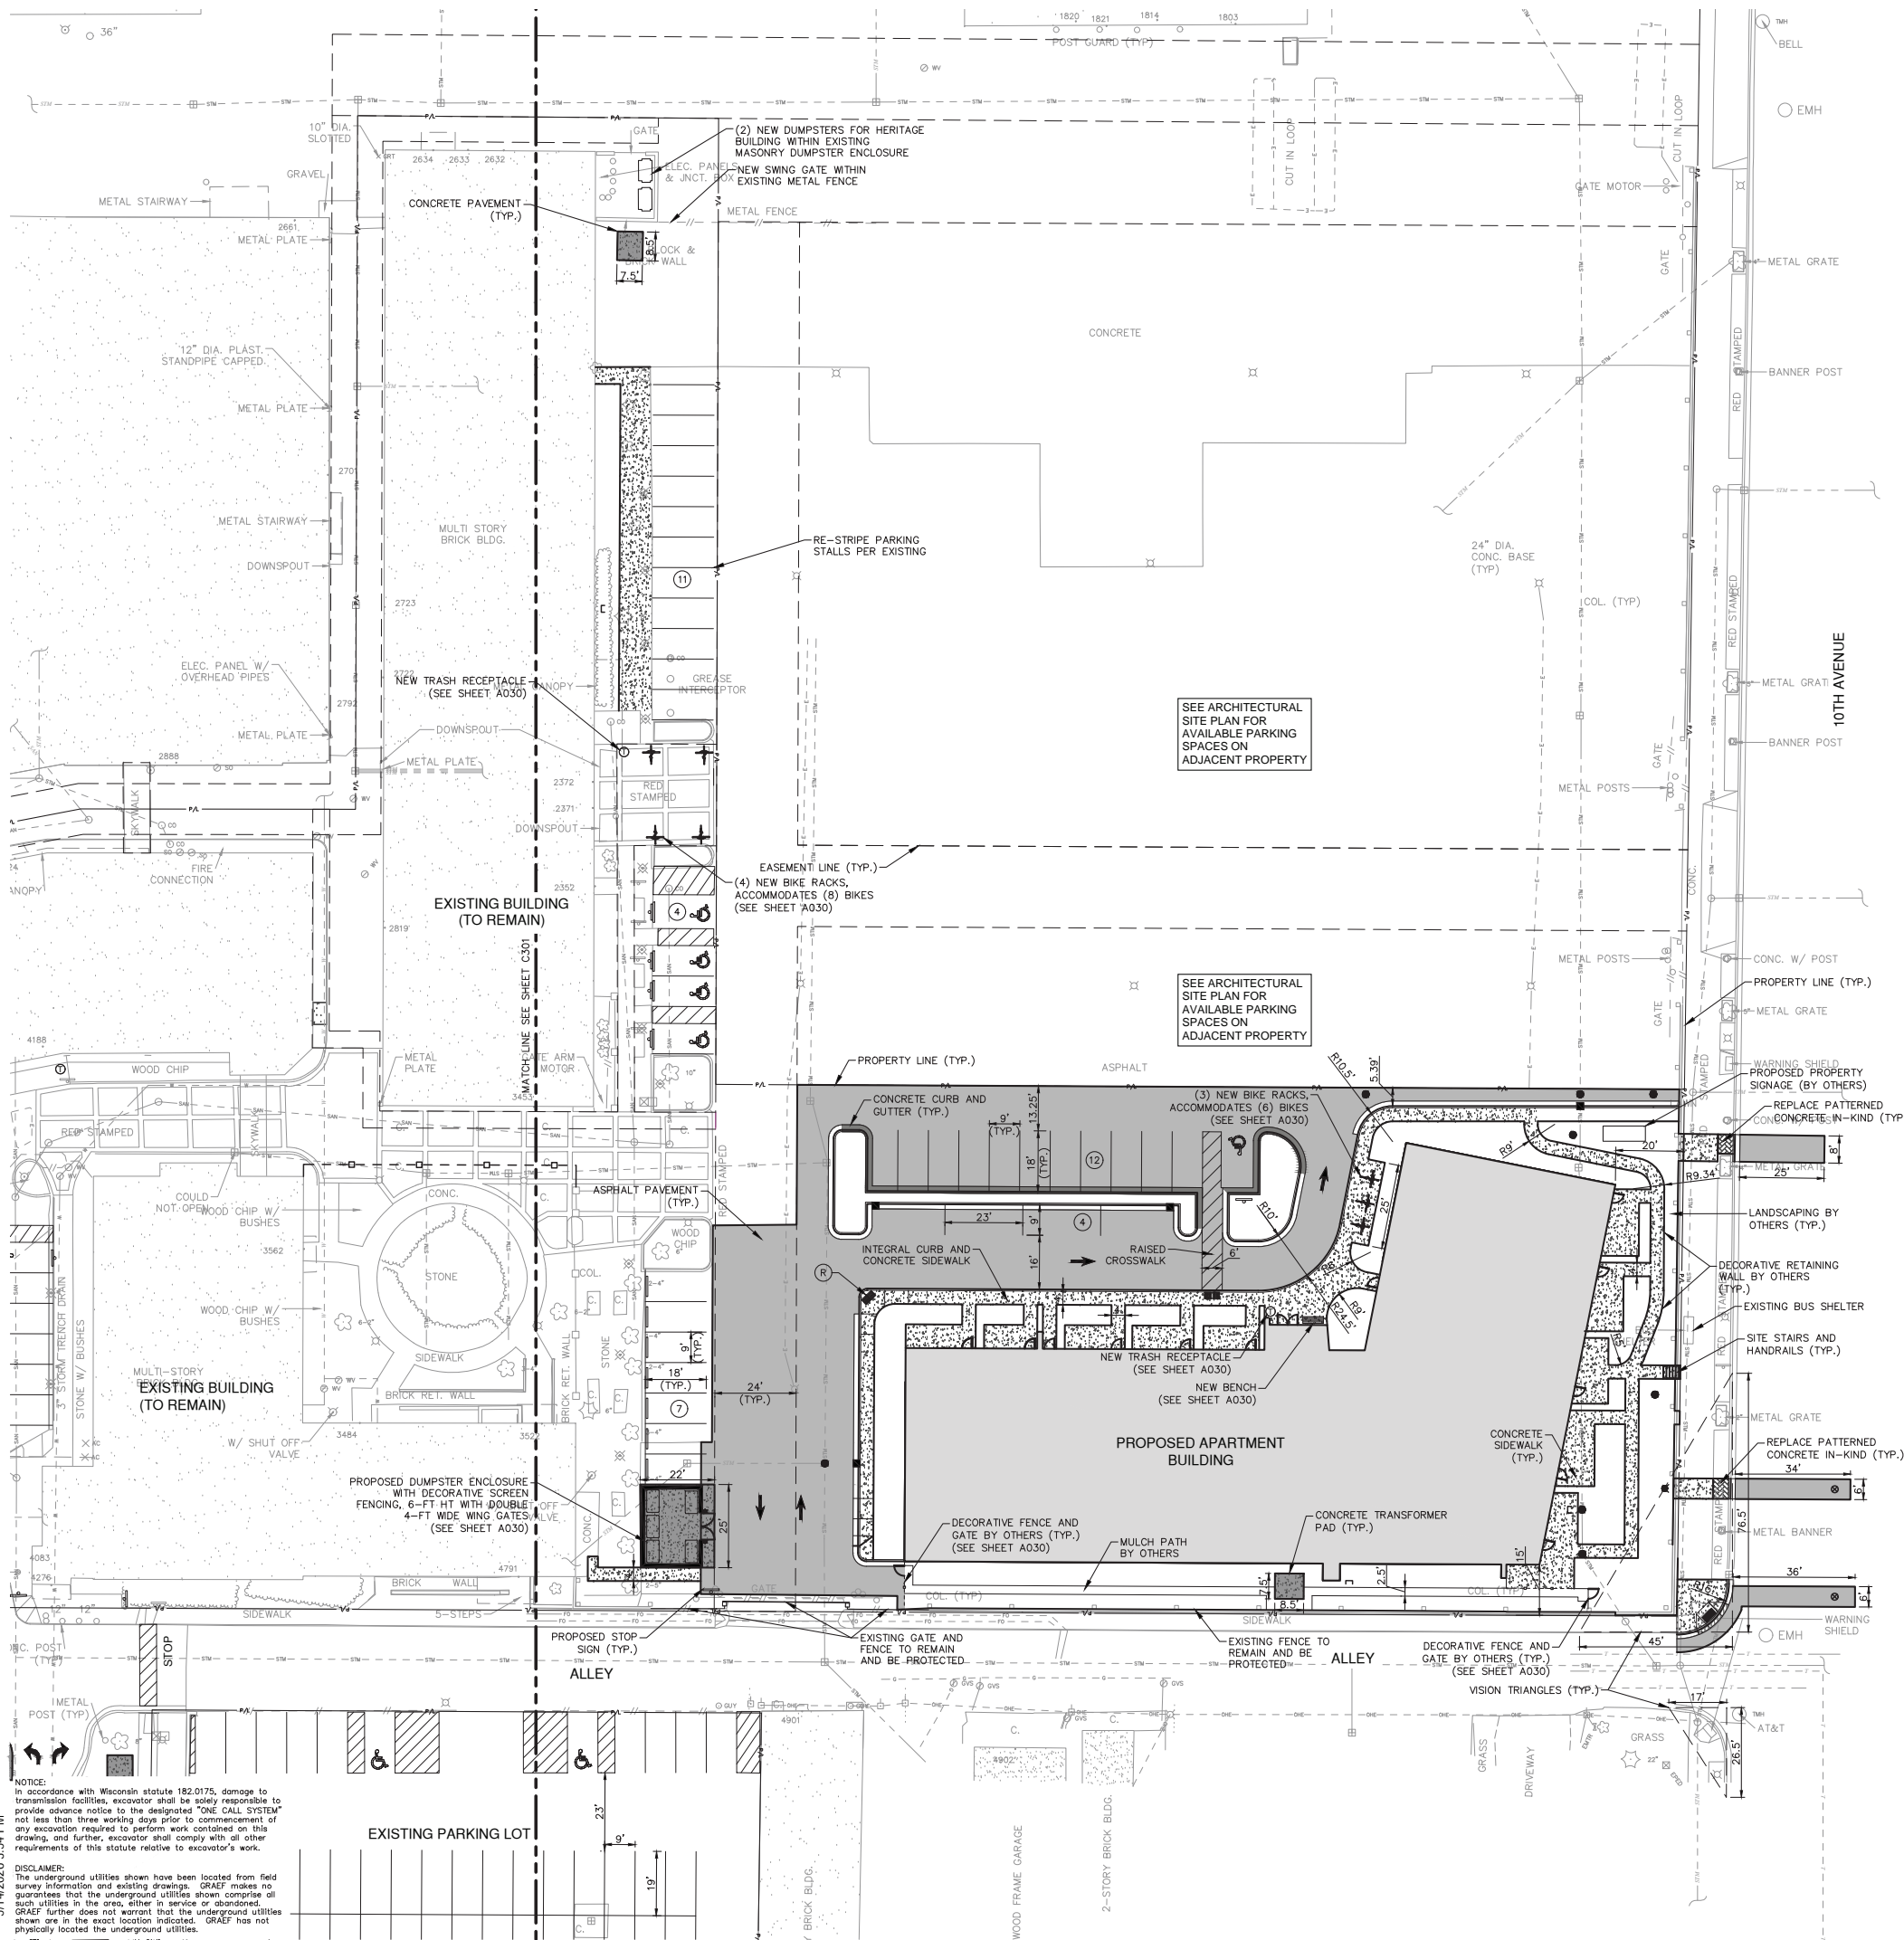 36"
1820
1821
1814
1803
POST GUARD (TYP)
TMH
BELL
WV
EMH
10" DIA.
SLOTTED
GRT
2634
2633
2632
GATE
(2) NEW DUMPSTERS FOR HERITAGE
BUILDING WITHIN EXISTING
MASONRY DUMPSTER ENCLOSURE
ELEC. PANELS
& JNCT. BOX
NEW SWING GATE WITHIN
EXISTING METAL FENCE
CUT IN LOOP
CUT IN LOOP
GRAVEL
METAL STAIRWAY
GATE MOTOR
CONCRETE PAVEMENT
(TYP.)
METAL FENCE
2661
METAL PLATE
8.5'
BRICK WALL
7.5'
GATE
METAL GRATE
CONCRETE
12" DIA. PLAST.
STANDPIPE CAPPED
METAL PLATE
STAMPED
RED
BANNER POST
2701
METAL STAIRWAY
MULTI STORY
BRICK BLDG.
RE-STRIPE PARKING
STALLS PER EXISTING
DOWNSPOUT
11
24" DIA.
CONC. BASE
(TYP)
COL. (TYP)
2723
RED STAMPED
10TH AVENUE
ELEC. PANEL W/
OVERHEAD PIPES
2722
NEW TRASH RECEPTACLE
(SEE SHEET A030)
CO
GREASE
INTERCEPTOR
2792
METAL PLATE
DOWNSPOUT
SEE ARCHITECTURAL
SITE PLAN FOR
AVAILABLE PARKING
SPACES ON
ADJACENT PROPERTY
BANNER POST
2888
METAL PLATE
2372
RED
STAMPED
2371
DOWNSPOUT
GATE
METAL POSTS
SKYWALK
P/L
FIRE
CONNECTION
EASEMENT LINE (TYP.)
(4) NEW BIKE RACKS,
ACCOMMODATES (8) BIKES
(SEE SHEET A030)
2352
EXISTING BUILDING
(TO REMAIN)
4
2819
CONC.
MATCH LINE SEE SHEET C301
METAL POSTS
GATE
CONC. W/ POST
PROPERTY LINE (TYP.)
METAL GRATE
SEE ARCHITECTURAL
SITE PLAN FOR
AVAILABLE PARKING
SPACES ON
ADJACENT PROPERTY
4188
WOOD CHIP
METAL
PLATE
GATE ARM
MOTOR
10"
3453
PROPERTY LINE (TYP.)
ASPHALT
R10.5'
5.39'
WARNING SHIELD
PROPOSED PROPERTY
SIGNAGE (BY OTHERS)
REPLACE PATTERNED
CONCRETE IN-KIND (TYP
CONCRETE CURB AND
GUTTER (TYP.)
13.25'
9'
(TYP.)
(3) NEW BIKE RACKS,
ACCOMMODATES (6) BIKES
(SEE SHEET A030)
RED STAMPED
SKYWALK
18'
(TYP.)
12
R9'
20'
8'
METAL GRATE
25'
R9.34'
COULD
NOT OPEN
WOOD CHIP W/
BUSHES
CONC.
ASPHALT PAVEMENT
(TYP.)
RED STAMPED
23'
9'
4
R10'
25'
LANDSCAPING BY
OTHERS (TYP.)
WOOD
CHIP
3562
STONE
COL.
INTEGRAL CURB AND
CONCRETE SIDEWALK
16'
RAISED
CROSSWALK
6'
R
DECORATIVE RETAINING
WALL BY OTHERS
(TYP.)
WOOD CHIP W/
BUSHES
R9'
R24.5'
EXISTING BUS SHELTER
3" STORM TRENCH DRAIN
STONE W/ BUSHES
SIDEWALK
BRICK RET. WALL
STONE
9'
(TYP.
18'
(TYP.)
24'
(TYP.)
NEW TRASH RECEPTACLE
(SEE SHEET A030)
R5'
SITE STAIRS AND
HANDRAILS (TYP.)
MULTI-STORY
EXISTING BUILDING
(TO REMAIN)
BRICK RET. WALL
7
NEW BENCH
(SEE SHEET A030)
3484
3522
W/ SHUT OFF
VALVE
METAL GRATE
PROPOSED APARTMENT
BUILDING
CONCRETE
SIDEWALK
(TYP.)
REPLACE PATTERNED
CONCRETE IN-KIND (TYP.)
34'
22'
PROPOSED DUMPSTER ENCLOSURE
WITH DECORATIVE SCREEN
FENCING, 6-FT HT WITH DOUBLE
4-FT WIDE WING GATES
(SEE SHEET A030)
25'
6'
76.5'
CONC.
DECORATIVE FENCE AND
GATE BY OTHERS (TYP.)
(SEE SHEET A030)
MULCH PATH
BY OTHERS
CONCRETE TRANSFORMER
PAD (TYP.)
METAL BANNER
4083
4276
4791
BRICK WALL
2.5'
15'
7.5'
8.5'
36'
GATE
COL. (TYP)
COL. (TYP)
6'
SIDEWALK
5-STEPS
SIDEWALK
WARNING
SHIELD
EMH
PROPOSED STOP
SIGN (TYP.)
EXISTING GATE AND
FENCE TO REMAIN
AND BE PROTECTED
EXISTING FENCE TO
REMAIN AND BE
PROTECTED
DECORATIVE FENCE AND
GATE BY OTHERS (TYP.)
(SEE SHEET A030)
45'
STOP
ALLEY
ALLEY
VISION TRIANGLES (TYP.)
17'
METAL
POST (TYP)
GUY
4901
GVS
GVS
GVS
TMH
AT&T
26.5'
C.
C.
4902
GRASS
DRIVEWAY
GRASS
22"
NOTICE:
In accordance with Wisconsin statute 182.0175, damage to
transmission facilities, excavator shall be solely responsible to
provide advance notice to the designated "ONE CALL SYSTEM"
not less than three working days prior to commencement of
any excavation required to perform work contained on this
drawing, and further, excavator shall comply with all other
requirements of this statute relative to excavator's work.
23'
EXISTING PARKING LOT
9'
19'
BRICK BLDG.
WOOD FRAME GARAGE
2-STORY BRICK BLDG.
DISCLAIMER:
The underground utilities shown have been located from field
survey information and existing drawings. GRAEF makes no
guarantees that the underground utilities shown comprise all
such utilities in the area, either in service or abandoned.
GRAEF further does not warrant that the underground utilities
shown are in the exact location indicated. GRAEF has not
physically located the underground utilities.